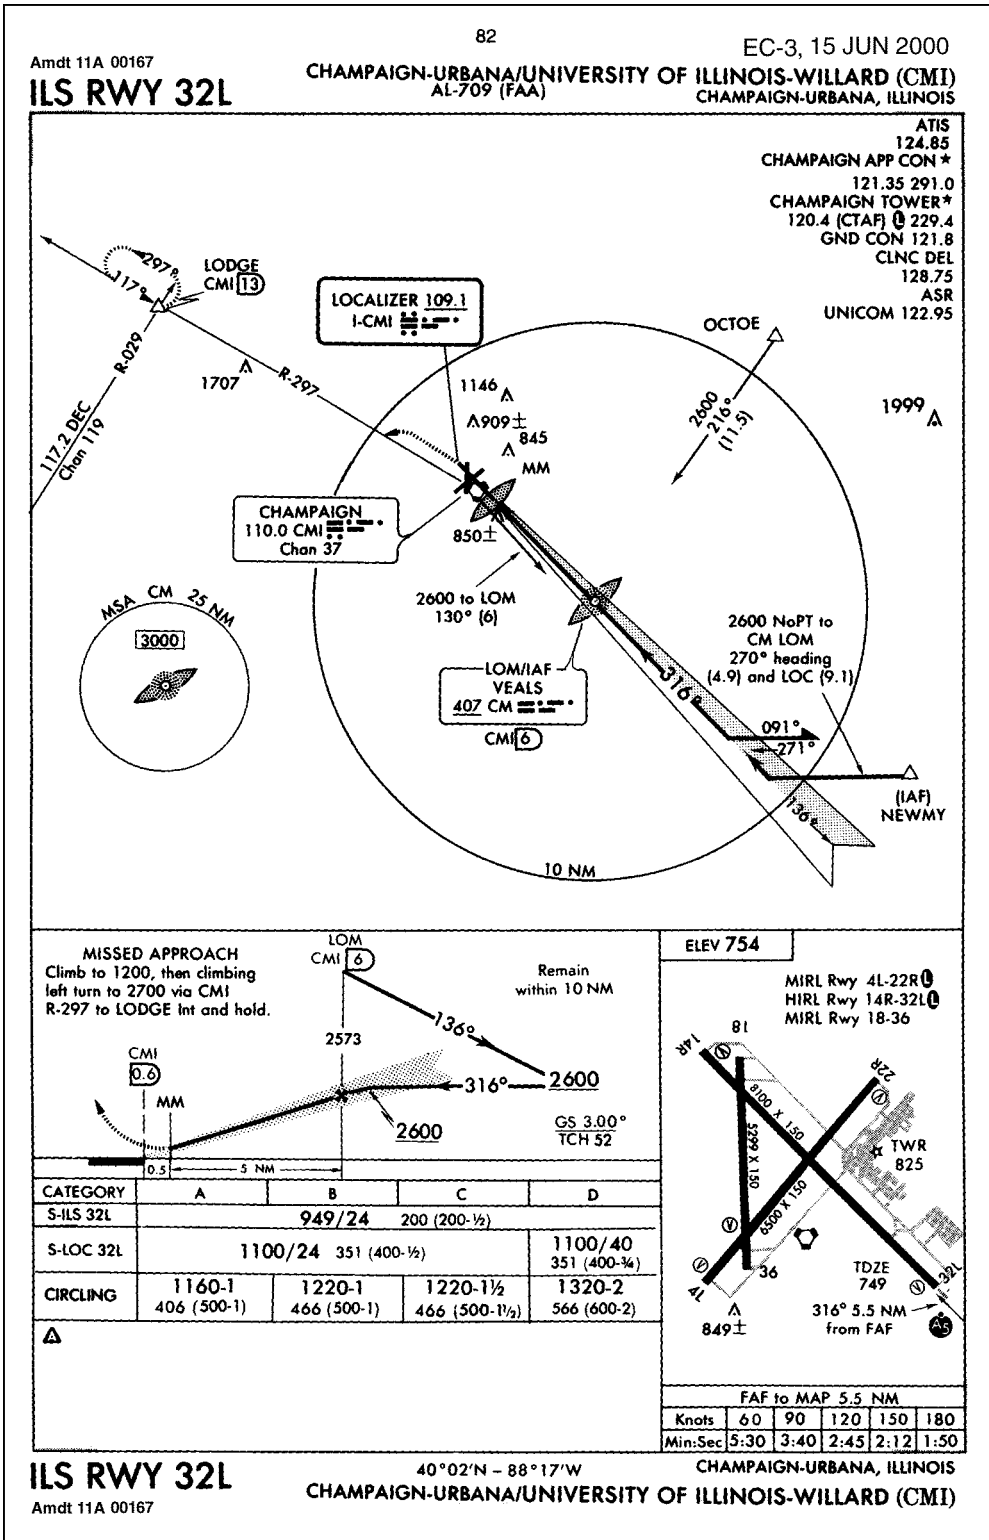 82
EC-3, 15 JUN 2000
Amdt 11A 00167
ILS RWY 32L
CHAMPAIGN-URBANA/UNIVERSITY OF ILLINOIS-WILLARD (CMI)
AL-709 (FAA)
CHAMPAIGN-URBANA, ILLINOIS
ATIS
124.85
CHAMPAIGN APP CON ★
121.35 291.0
CHAMPAIGN TOWER★
120.4 (CTAF) L 229.4
GND CON 121.8
CLNC DEL
128.75
ASR
UNICOM 122.95
297°
117°
LODGE
CMI 13
R-029
117.2 DEC
Chan 119
1707
R-297
LOCALIZER 109.1
I-CMI
OCTOE
2600
216°
(11.5)
1999
1146
909±
845
MM
CHAMPAIGN
110.0 CMI
Chan 37
850±
2600 to LOM
130° (6)
MSA CM 25 NM
3000
LOM/IAF
VEALS
407 CM
CMI 6
2600 NoPT to
CM LOM
270° heading
(4.9) and LOC (9.1)
316°
091°
271°
136°
(IAF)
NEWMY
10 NM
MISSED APPROACH
Climb to 1200, then climbing
left turn to 2700 via CMI
R-297 to LODGE Int and hold.
LOM
CMI 6
Remain
within 10 NM
136°
2573
CMI
0.6
MM
316°
2600
2600
GS 3.00°
TCH 52
0.5
5 NM
CATEGORY A B C D
S-ILS 32L 949/24 200 (200-½)
S-LOC 32L 1100/24 351 (400-½) 1100/40 351 (400-¾)
CIRCLING 1160-1 1220-1 1220-1½ 1320-2
406 (500-1) 466 (500-1) 466 (500-1½) 566 (600-2)
A
ELEV 754
MIRL Rwy 4L-22R L
HIRL Rwy 14R-32L L
MIRL Rwy 18-36
18
14R
22R
8100 X 150
5299 X 150
6500 X 150
TWR
825
36
4L
32L
TDZE
749
849±
316° 5.5 NM
from FAF
A5
FAF to MAP 5.5 NM
Knots 60 90 120 150 180
Min:Sec 5:30 3:40 2:45 2:12 1:50
ILS RWY 32L
Amdt 11A 00167
40°02'N – 88°17'W
CHAMPAIGN-URBANA, ILLINOIS
CHAMPAIGN-URBANA/UNIVERSITY OF ILLINOIS-WILLARD (CMI)